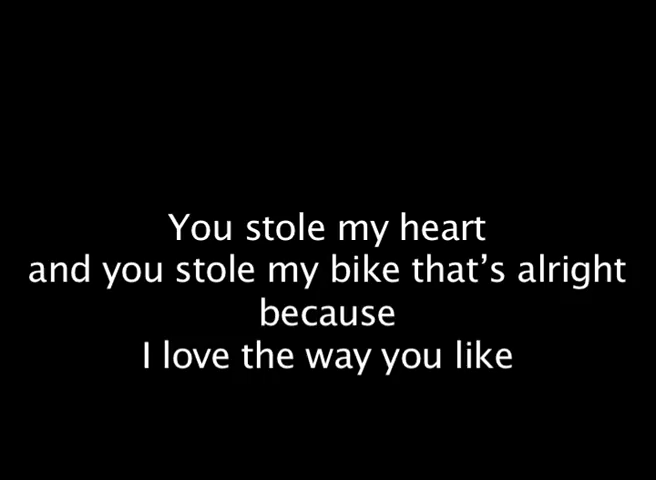 You stole my heart
and you stole my bike that’s alright
because
I love the way you like